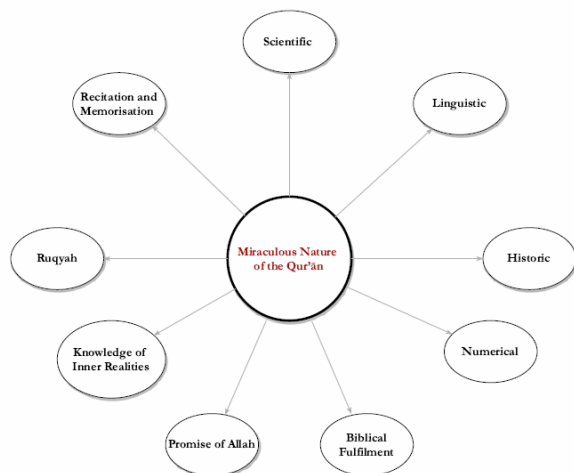 Scientific
Recitation and
Memorisation
Linguistic
Miraculous Nature
of the Qur'ān
Ruqyah
Historic
Knowledge of
Inner Realities
Numerical
Promise of Allah
Biblical
Fulfilment